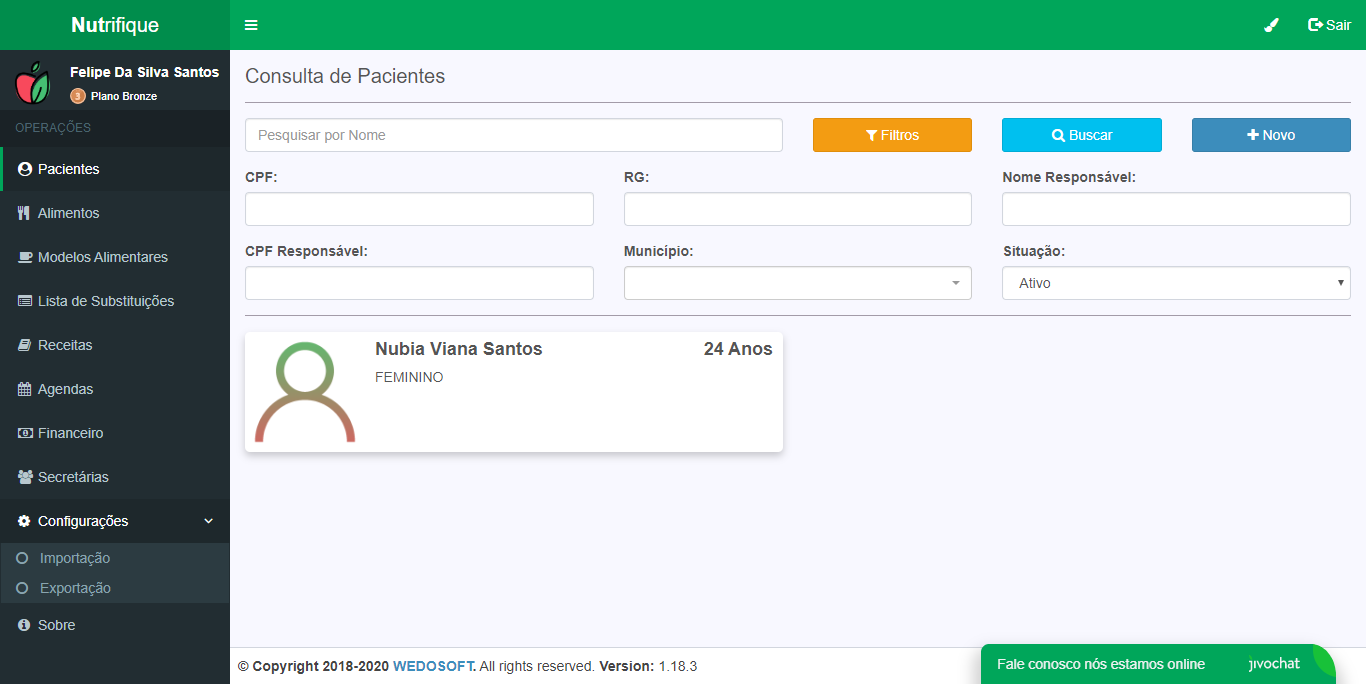 Nutrifique
Sair
Felipe Da Silva Santos
3 Plano Bronze
OPERAÇÕES
Pacientes
Alimentos
Modelos Alimentares
Lista de Substituições
Receitas
Agendas
Financeiro
Secretárias
Configurações
Importação
Exportação
Sobre
Consulta de Pacientes
Pesquisar por Nome
Filtros
Buscar
Novo
CPF:
RG:
Nome Responsável:
CPF Responsável:
Município:
Situação:
Ativo
Nubia Viana Santos
24 Anos
FEMININO
© Copyright 2018-2020 WEDOSOFT. All rights reserved. Version: 1.18.3
Fale conosco nós estamos online
jivochat